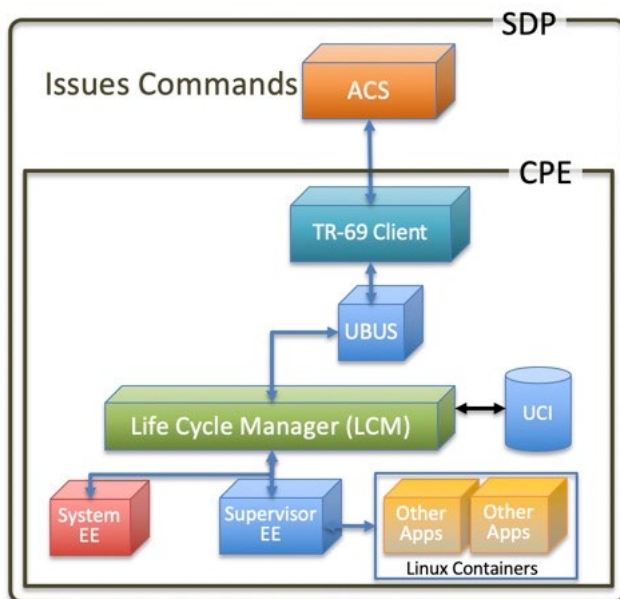 SDP
Issues Commands
ACS
CPE
TR-69 Client
UBUS
Life Cycle Manager (LCM)
UCI
System
EE
Supervisor
EE
Other
Apps
Other
Apps
Linux Containers